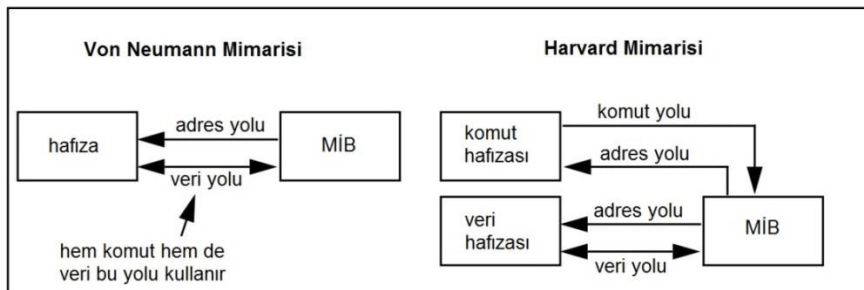 Von Neumann Mimarisi
hafıza
adres yolu
veri yolu
MİB
hem komut hem de
veri bu yolu kullanır
Harvard Mimarisi
komut
hafızası
komut yolu
adres yolu
veri
hafızası
adres yolu
veri yolu
MİB